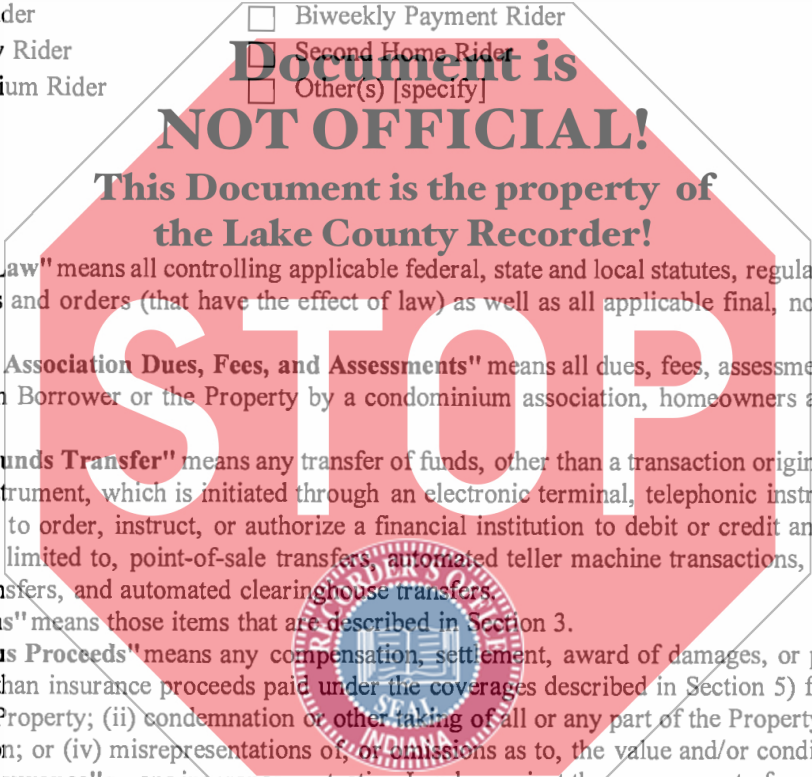 der
Biweekly Payment Rider
Rider
Second Home Rider
ium Rider
Other(s) [specify]
Document is
NOT OFFICIAL!
This Document is the property of
the Lake County Recorder!
Law" means all controlling applicable federal, state and local statutes, regula
s and orders (that have the effect of law) as well as all applicable final, no
STOP
Association Dues, Fees, and Assessments" means all dues, fees, assessme
n Borrower or the Property by a condominium association, homeowners a
unds Transfer" means any transfer of funds, other than a transaction origin
trument, which is initiated through an electronic terminal, telephonic instr
to order, instruct, or authorize a financial institution to debit or credit an
limited to, point-of-sale transfers, automated teller machine transactions,
nsfers, and automated clearinghouse transfers.
s" means those items that are described in Section 3.
us Proceeds" means any compensation, settlement, award of damages, or p
than insurance proceeds paid under the coverages described in Section 5) f
Property; (ii) condemnation or other taking of all or any part of the Property
n; or (iv) misrepresentations of, or omissions as to, the value and/or condi
RECORDER'S OFFICE
SEAL
INDIANA